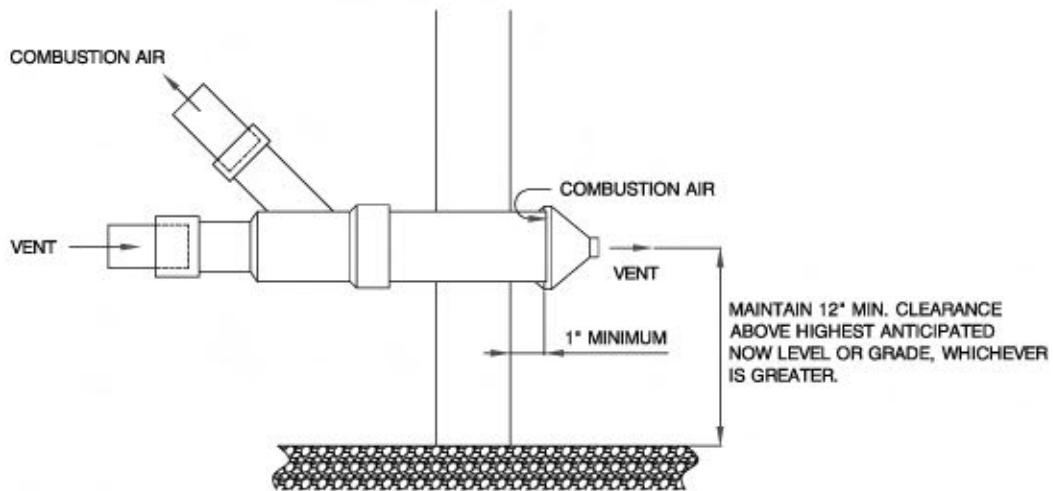 COMBUSTION AIR
COMBUSTION AIR
VENT
VENT
1" MINIMUM
MAINTAIN 12" MIN. CLEARANCE
ABOVE HIGHEST ANTICIPATED
NOW LEVEL OR GRADE, WHICHEVER
IS GREATER.